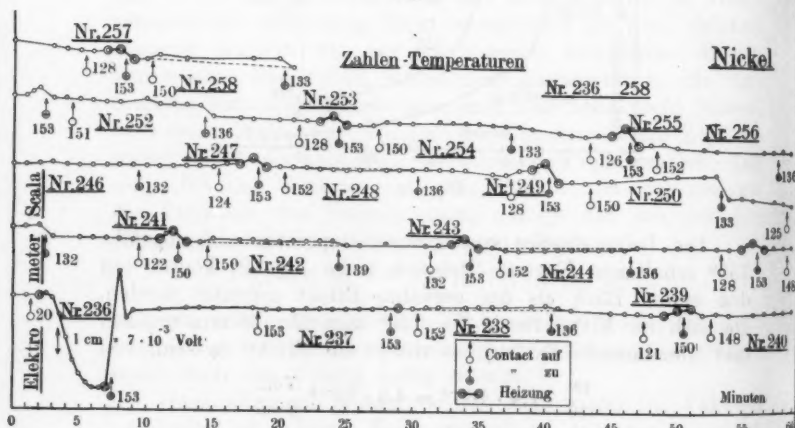 Nr.257
Zahlen-Temperaturen
Nickel
128
153
150
Nr.258
133
Nr. 236 258
153
151
Nr.252
136
Nr.253
128
153
150
Nr.254
133
Nr.255
126
153
152
Nr. 256
136
Nr.247
Nr.246
132
124
153
152
Nr.248
136
Nr.249
128
153
150
Nr.250
133
125
Nr.241
132
122
150
150
Nr.242
139
Nr.243
132
153
152
Nr.244
136
128
153
148
20
Nr.236
1 cm = 7·10⁻³ Volt
153
153
Nr.237
153
152
Nr.238
136
Nr.239
121
150
148
Nr.240
Elektro meter Scala
Contact auf
" zu
Heizung
Minuten
0 5 10 15 20 25 30 35 40 45 50 55 60